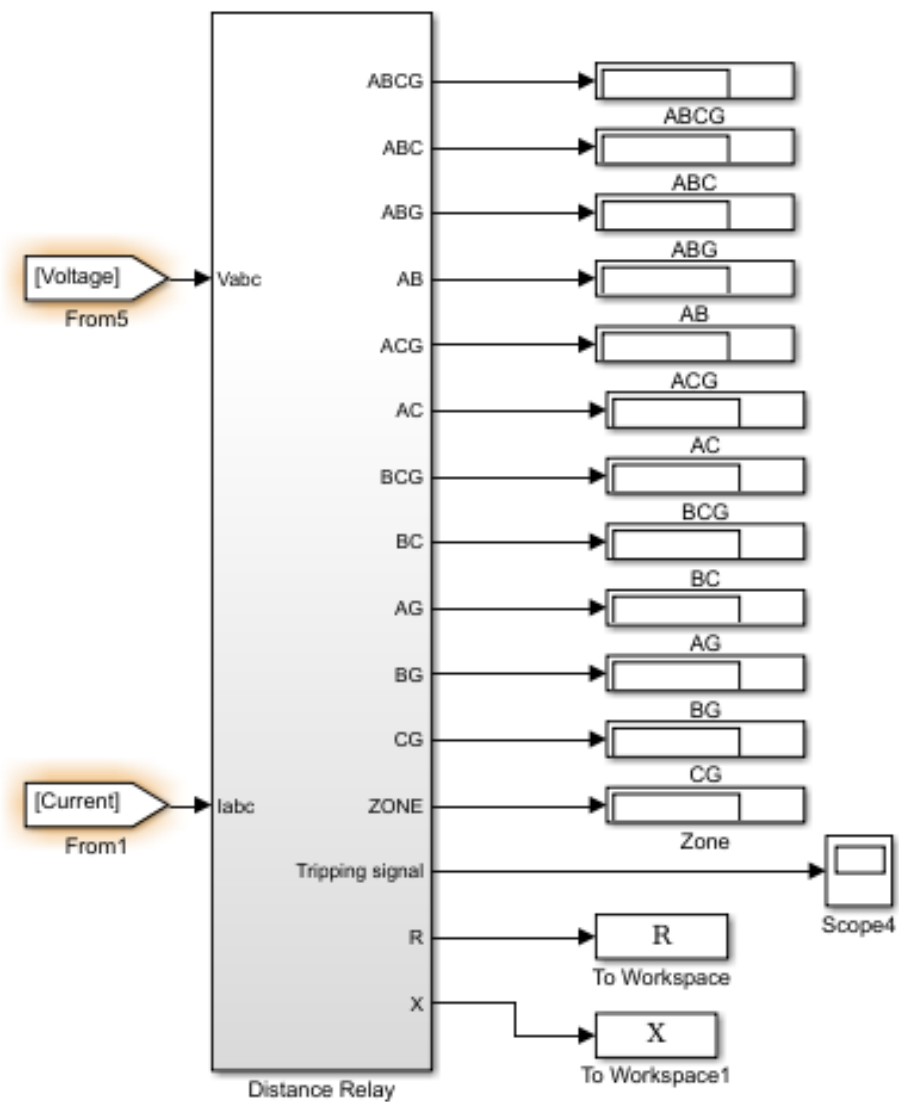 ABCG
ABCG
ABC
ABC
ABG
[Voltage]
ABG
Vabc
AB
From5
AB
ACG
ACG
AC
AC
BCG
BCG
BC
BC
AG
AG
BG
BG
CG
CG
[Current]
Iabc
ZONE
From1
Zone
Tripping signal
Scope4
R
R
To Workspace
X
X
To Workspace1
Distance Relay